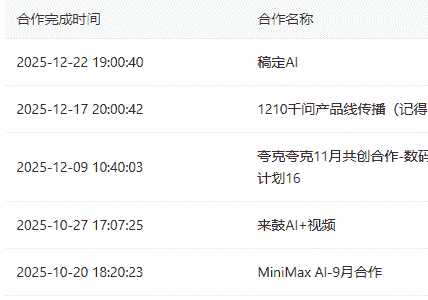 合作完成时间 合作名称
2025-12-22 19:00:40 稿定AI
2025-12-17 20:00:42 1210千问产品线传播（记得
2025-12-09 10:40:03 夸克夸克11月共创合作-数码
计划16
2025-10-27 17:07:25 来鼓AI+视频
2025-10-20 18:20:23 MiniMax AI-9月合作